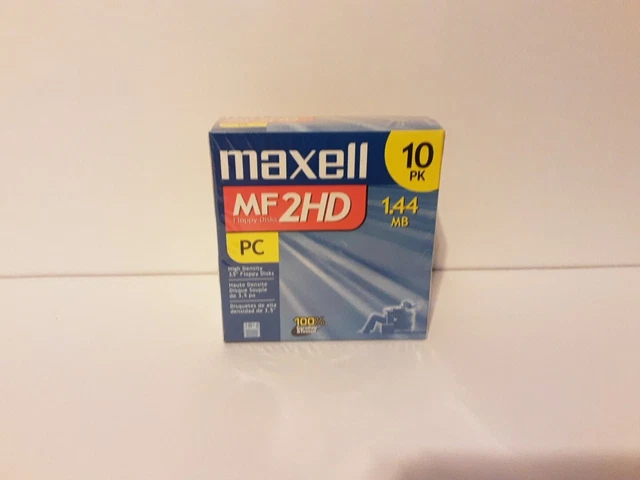 maxell
10
PK
MF 2HD
Floppy Disks
1.44
MB
PC
High Density
3.5" Floppy Disks
Haute Densité
Disque Souple
de 3,5 po
Disquetes de alta
densidad de 3.5"
100%